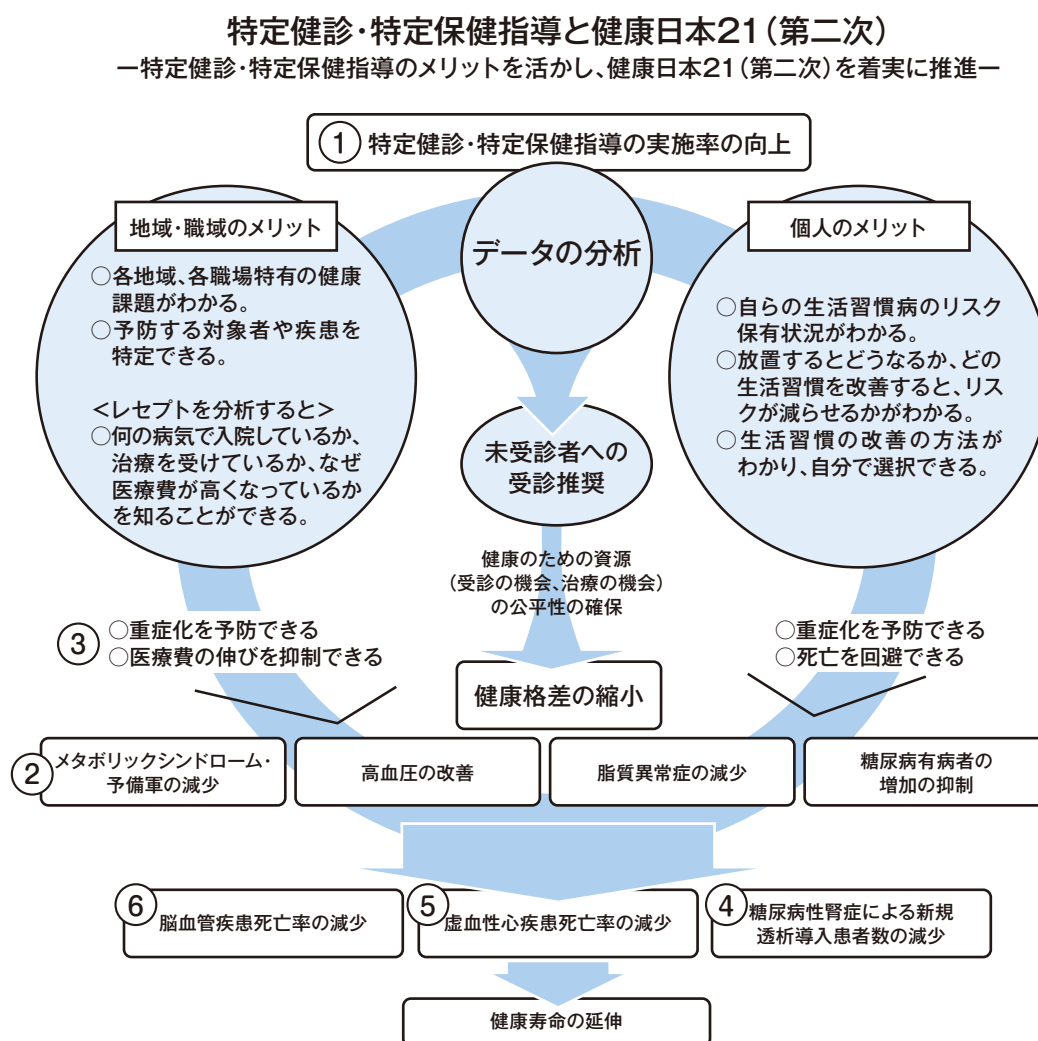 特定健診・特定保健指導と健康日本21（第二次）
ー特定健診・特定保健指導のメリットを活かし、健康日本21（第二次）を着実に推進ー
① 特定健診・特定保健指導の実施率の向上
地域・職域のメリット
○各地域、各職場特有の健康
課題がわかる。
○予防する対象者や疾患を
特定できる。
＜レセプトを分析すると＞
○何の病気で入院しているか、
治療を受けているか、なぜ
医療費が高くなっているか
を知ることができる。
データの分析
未受診者への
受診推奨
健康のための資源
（受診の機会、治療の機会）
の公平性の確保
健康格差の縮小
個人のメリット
○自らの生活習慣病のリスク
保有状況がわかる。
○放置するとどうなるか、どの
生活習慣を改善すると、リス
クが減らせるかがわかる。
○生活習慣の改善の方法が
わかり、自分で選択できる。
③
○重症化を予防できる
○医療費の伸びを抑制できる
○重症化を予防できる
○死亡を回避できる
②
メタボリックシンドローム・
予備軍の減少
高血圧の改善
脂質異常症の減少
糖尿病有病者の
増加の抑制
⑥
脳血管疾患死亡率の減少
⑤
虚血性心疾患死亡率の減少
④
糖尿病性腎症による新規
透析導入患者数の減少
健康寿命の延伸